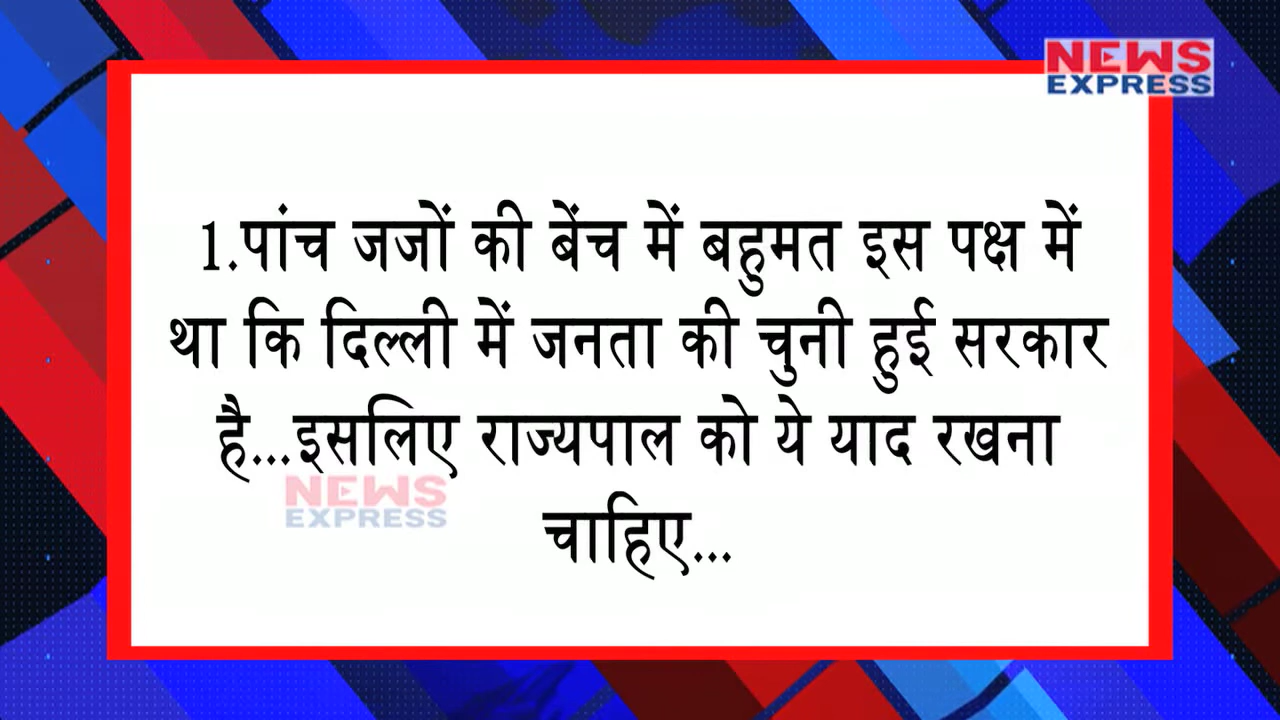 NEWS
EXPRESS
1.पांच जजों की बेंच में बहुमत इस पक्ष में
था कि दिल्ली में जनता की चुनी हुई सरकार
है...इसलिए राज्यपाल को ये याद रखना
NEWS
EXPRESS
चाहिए...